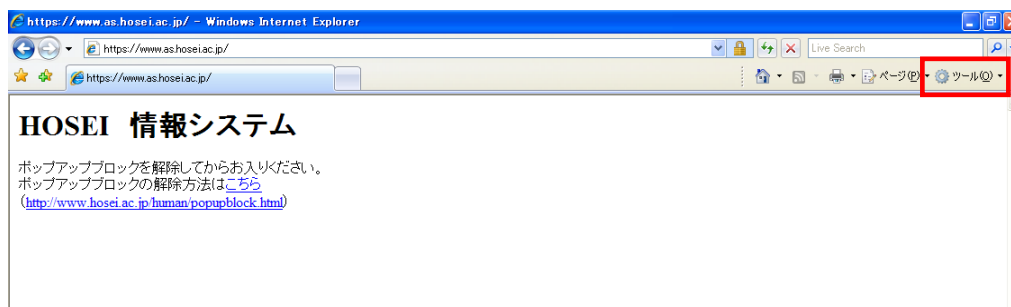 https://www.as.hosei.ac.jp/ - Windows Internet Explorer
https://www.as.hosei.ac.jp/
Live Search
https://www.as.hosei.ac.jp/
ページ(P)
ツール(O)
HOSEI 情報システム
ポップアップブロックを解除してからお入りください。
ポップアップブロックの解除方法はこちら
(http://www.hosei.ac.jp/human/popupblock.html)